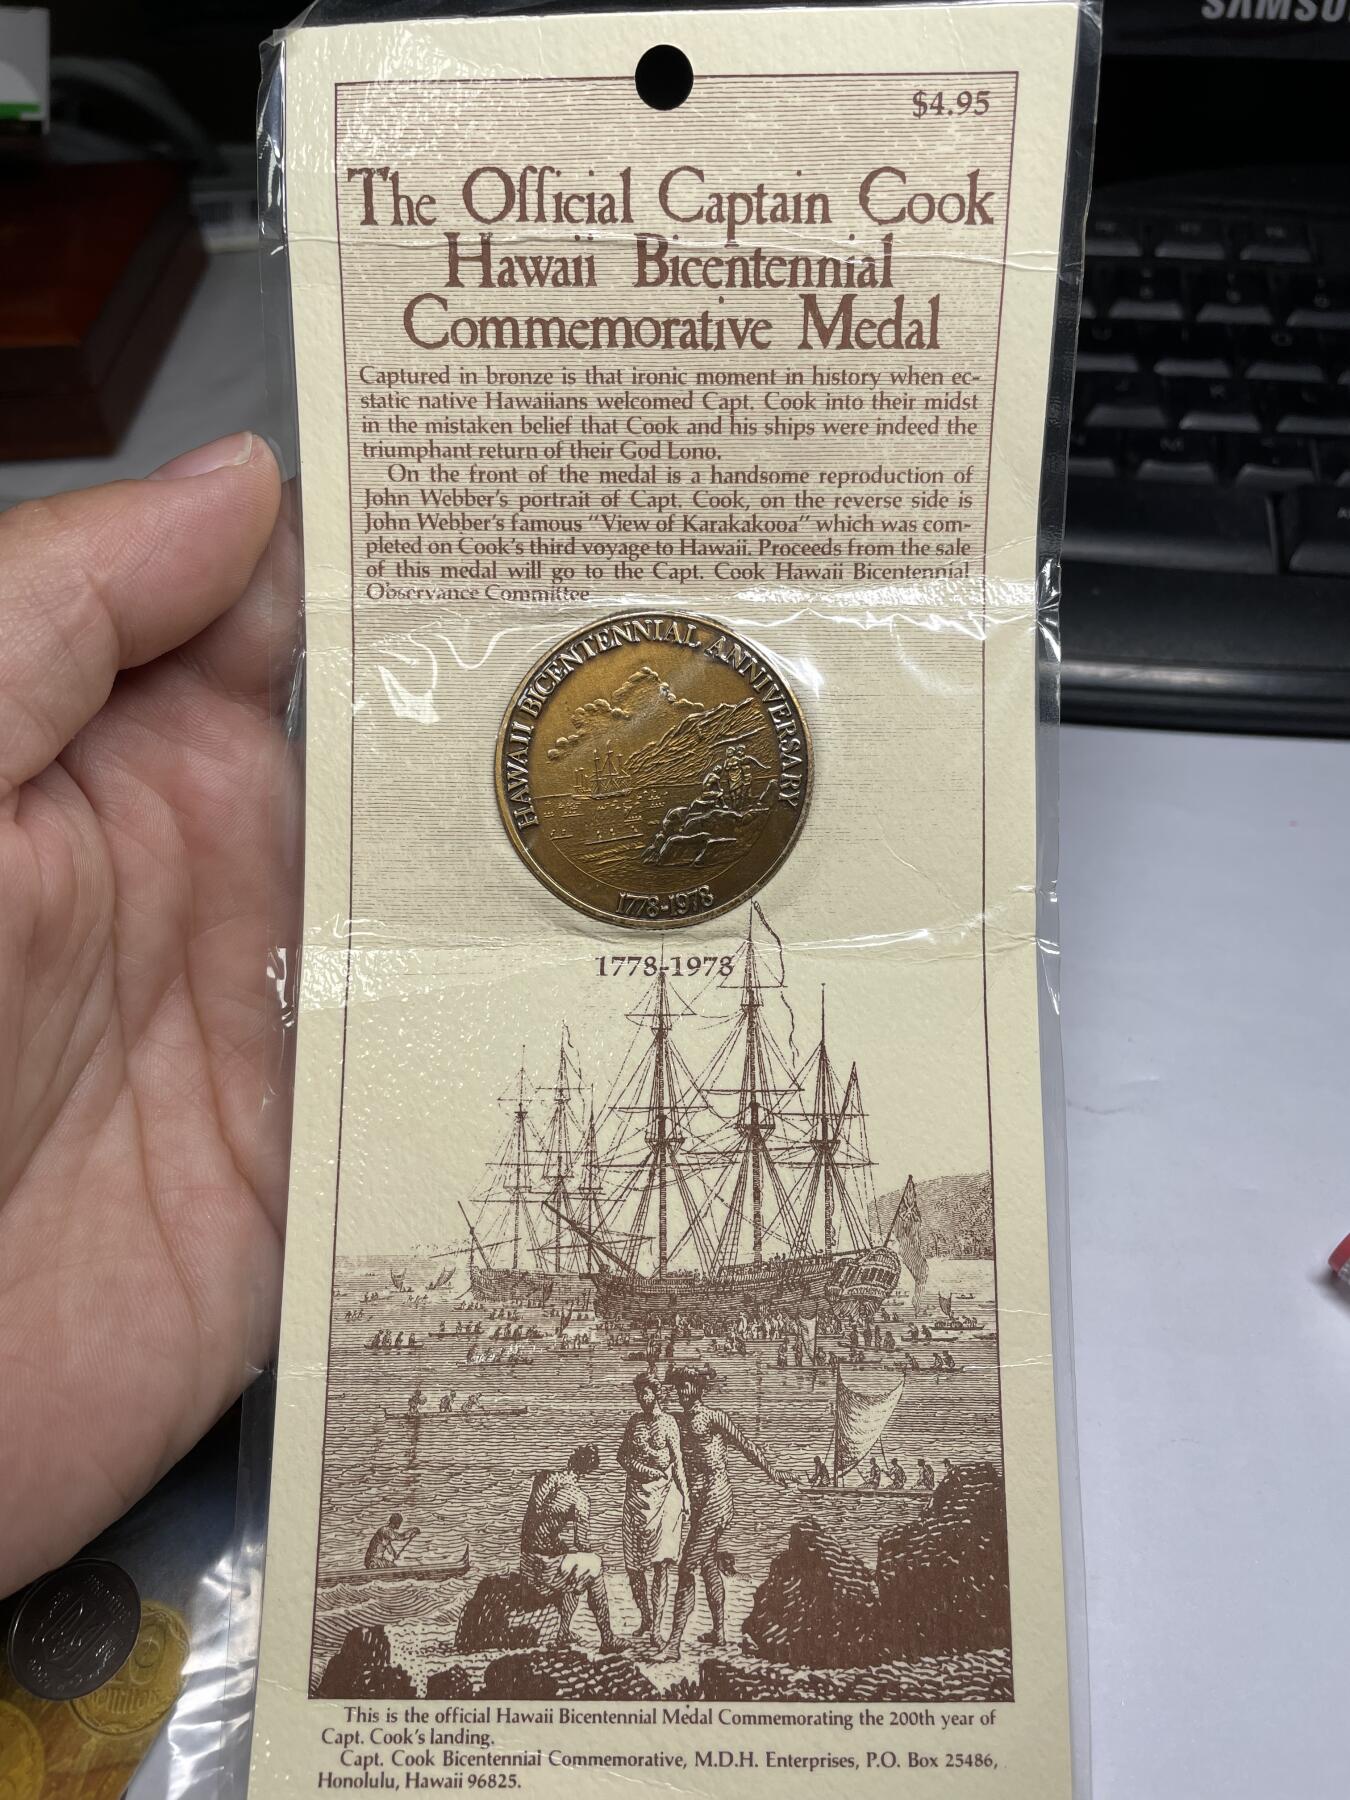 SAMSU
$4.95
The Official Captain Cook
Hawaii Bicentennial
Commemorative Medal
Captured in bronze is that ironic moment in history when ec-
static native Hawaiians welcomed Capt. Cook into their midst
in the mistaken belief that Cook and his ships were indeed the
triumphant return of their God Lono.
On the front of the medal is a handsome reproduction of
John Webber's portrait of Capt. Cook, on the reverse side is
John Webber's famous "View of Karakakooa" which was com-
pleted on Cook's third voyage to Hawaii. Proceeds from the sale
of this medal will go to the Capt. Cook Hawaii Bicentennial
Observance Committee
HAWAII BICENTENNIAL ANNIVERSARY
1778-1978
1778-1978
This is the official Hawaii Bicentennial Medal Commemorating the 200th year of
Capt. Cook's landing.
Capt. Cook Bicentennial Commemorative, M.D.H. Enterprises, P.O. Box 25486,
Honolulu, Hawaii 96825.